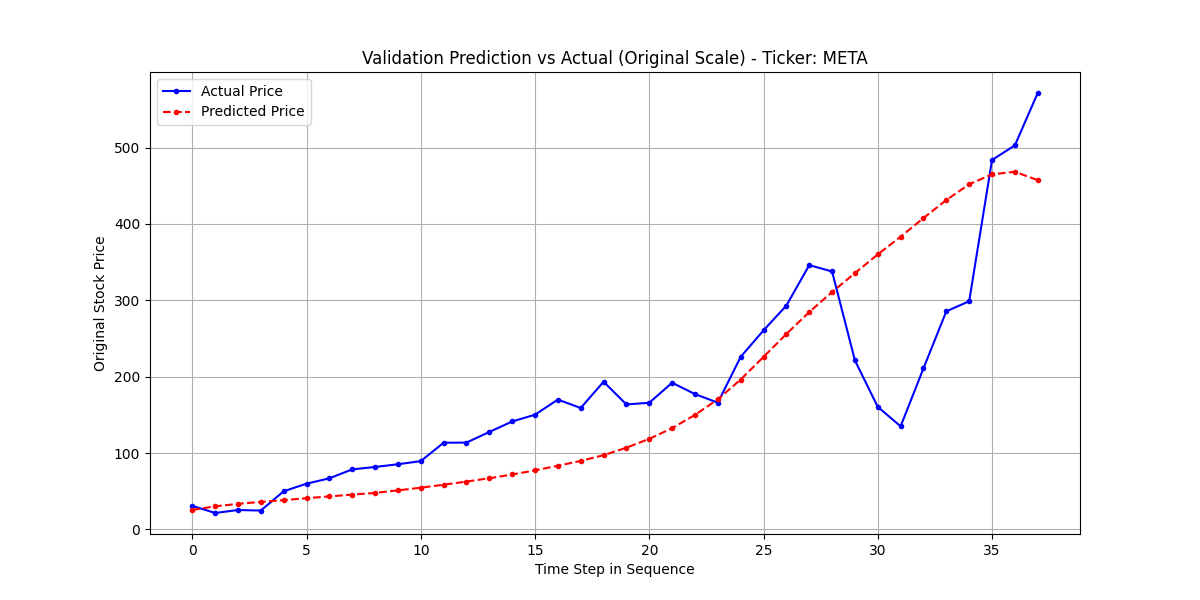 Validation Prediction vs Actual (Original Scale) - Ticker: META
Actual Price
Predicted Price
Original Stock Price
500
400
300
200
100
0
0 5 10 15 20 25 30 35
Time Step in Sequence